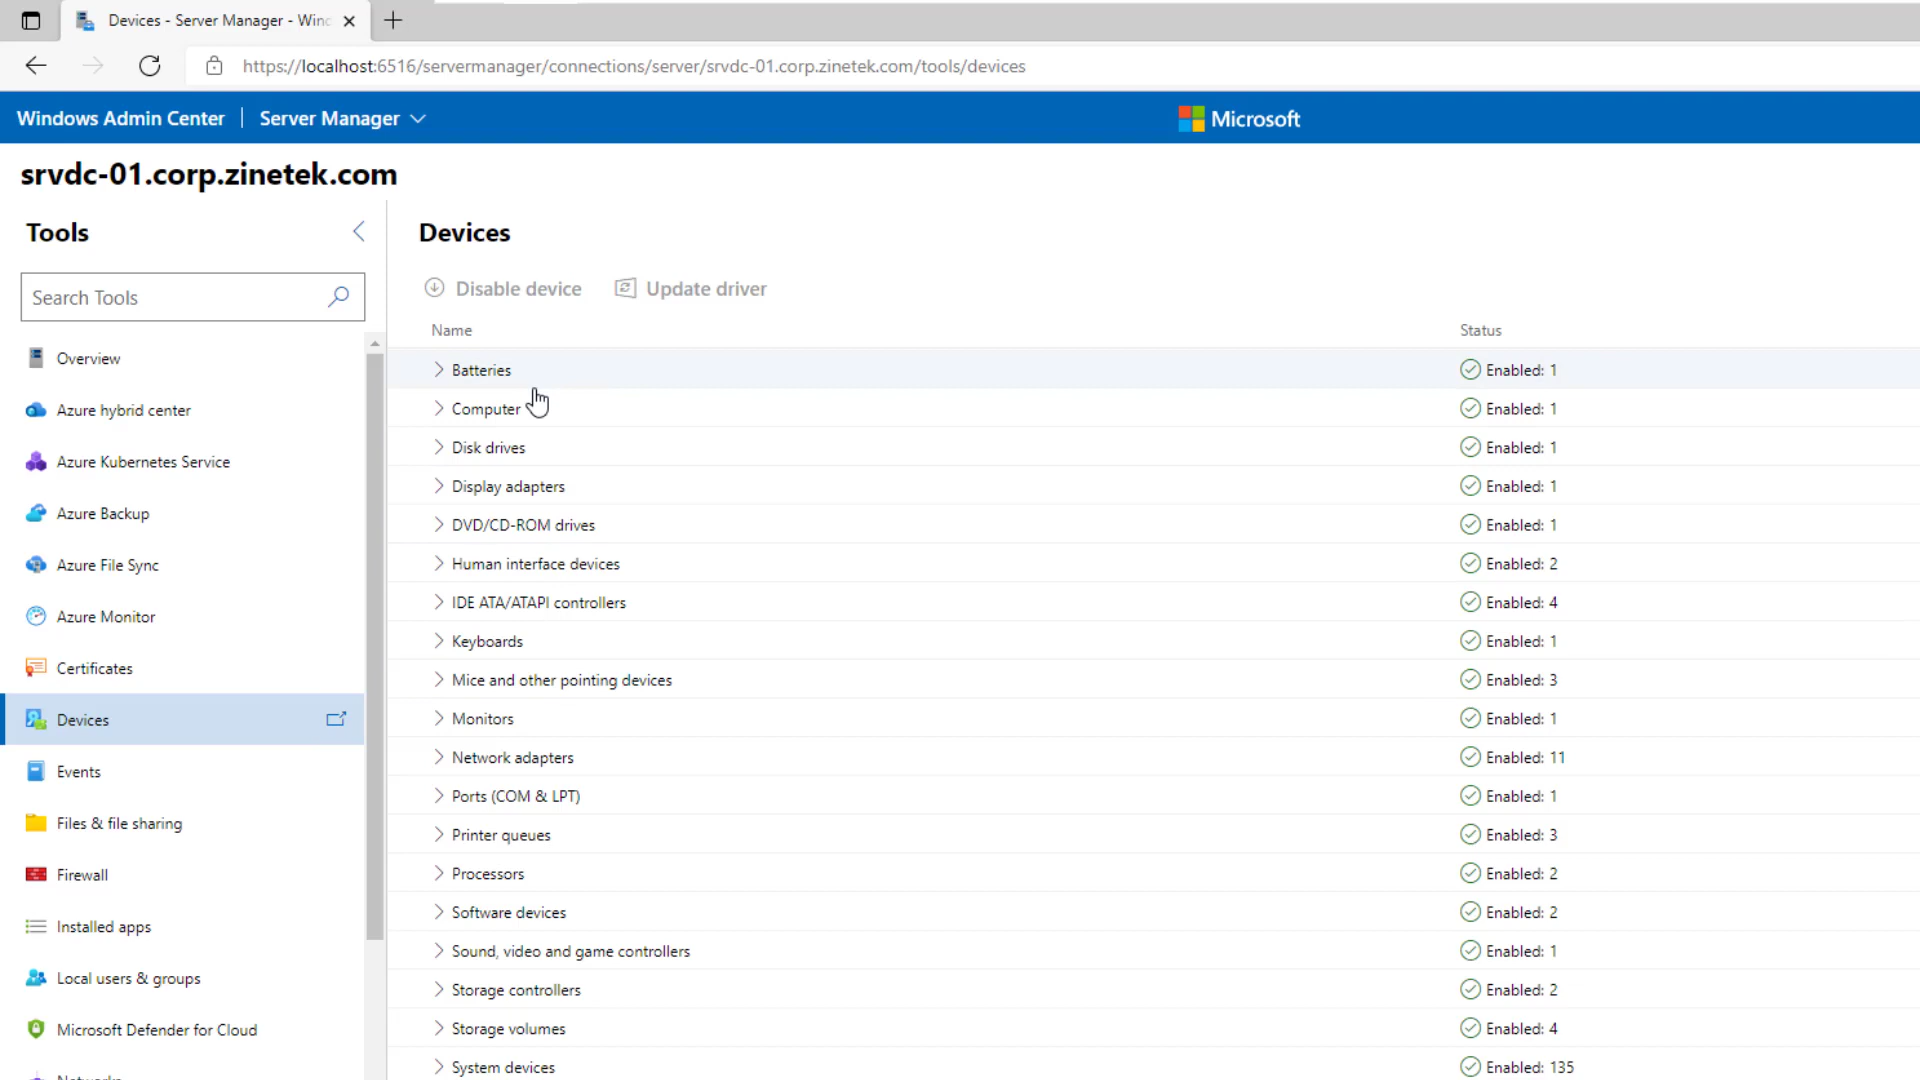 Devices - Server Manager - Winc
https://localhost:6516/servermanager/connections/server/srvdc-01.corp.zinetek.com/tools/devices
Windows Admin Center | Server Manager
Microsoft
srvdc-01.corp.zinetek.com
Tools
Search Tools
Overview
Azure hybrid center
Azure Kubernetes Service
Azure Backup
Azure File Sync
Azure Monitor
Certificates
Devices
Events
Files & file sharing
Firewall
Installed apps
Local users & groups
Microsoft Defender for Cloud
Networks
Devices
Disable device
Update driver
Name Status
Batteries Enabled: 1
Computer Enabled: 1
Disk drives Enabled: 1
Display adapters Enabled: 1
DVD/CD-ROM drives Enabled: 1
Human interface devices Enabled: 2
IDE ATA/ATAPI controllers Enabled: 4
Keyboards Enabled: 1
Mice and other pointing devices Enabled: 3
Monitors Enabled: 1
Network adapters Enabled: 11
Ports (COM & LPT) Enabled: 1
Printer queues Enabled: 3
Processors Enabled: 2
Software devices Enabled: 2
Sound, video and game controllers Enabled: 1
Storage controllers Enabled: 2
Storage volumes Enabled: 4
System devices Enabled: 135